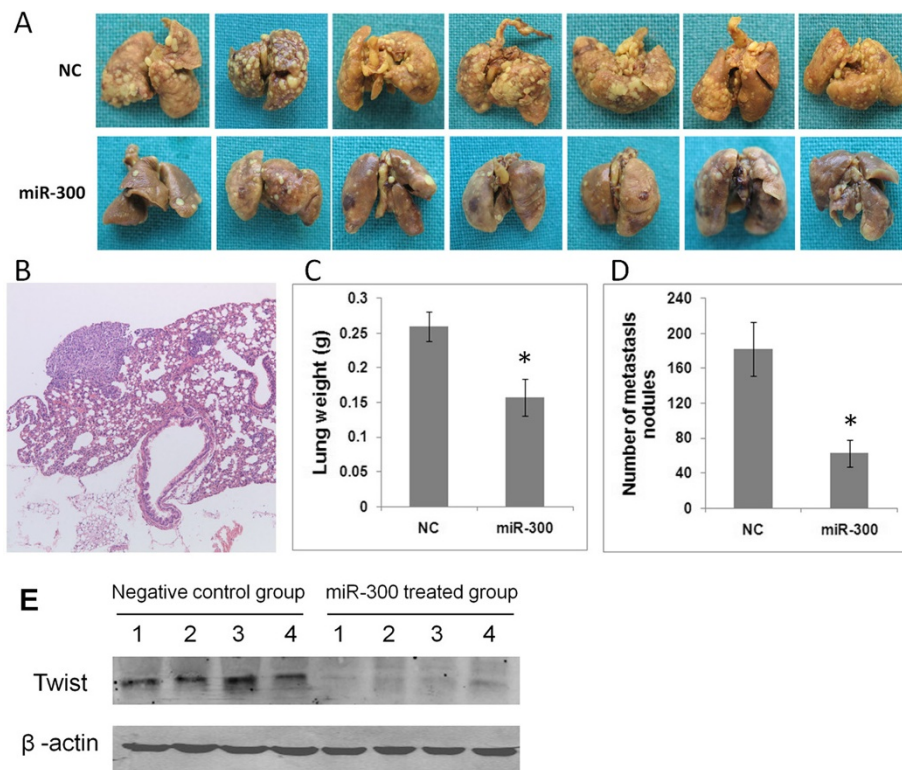 A
NC
miR-300
B
C
Lung weight (g)
0.3
0.25
0.2
0.15
0.1
0.05
0
*
NC
miR-300
D
Number of metastasis
nodules
240
200
160
120
80
40
0
*
NC
miR-300
E
Negative control group miR-300 treated group
1 2 3 4 1 2 3 4
Twist
β -actin